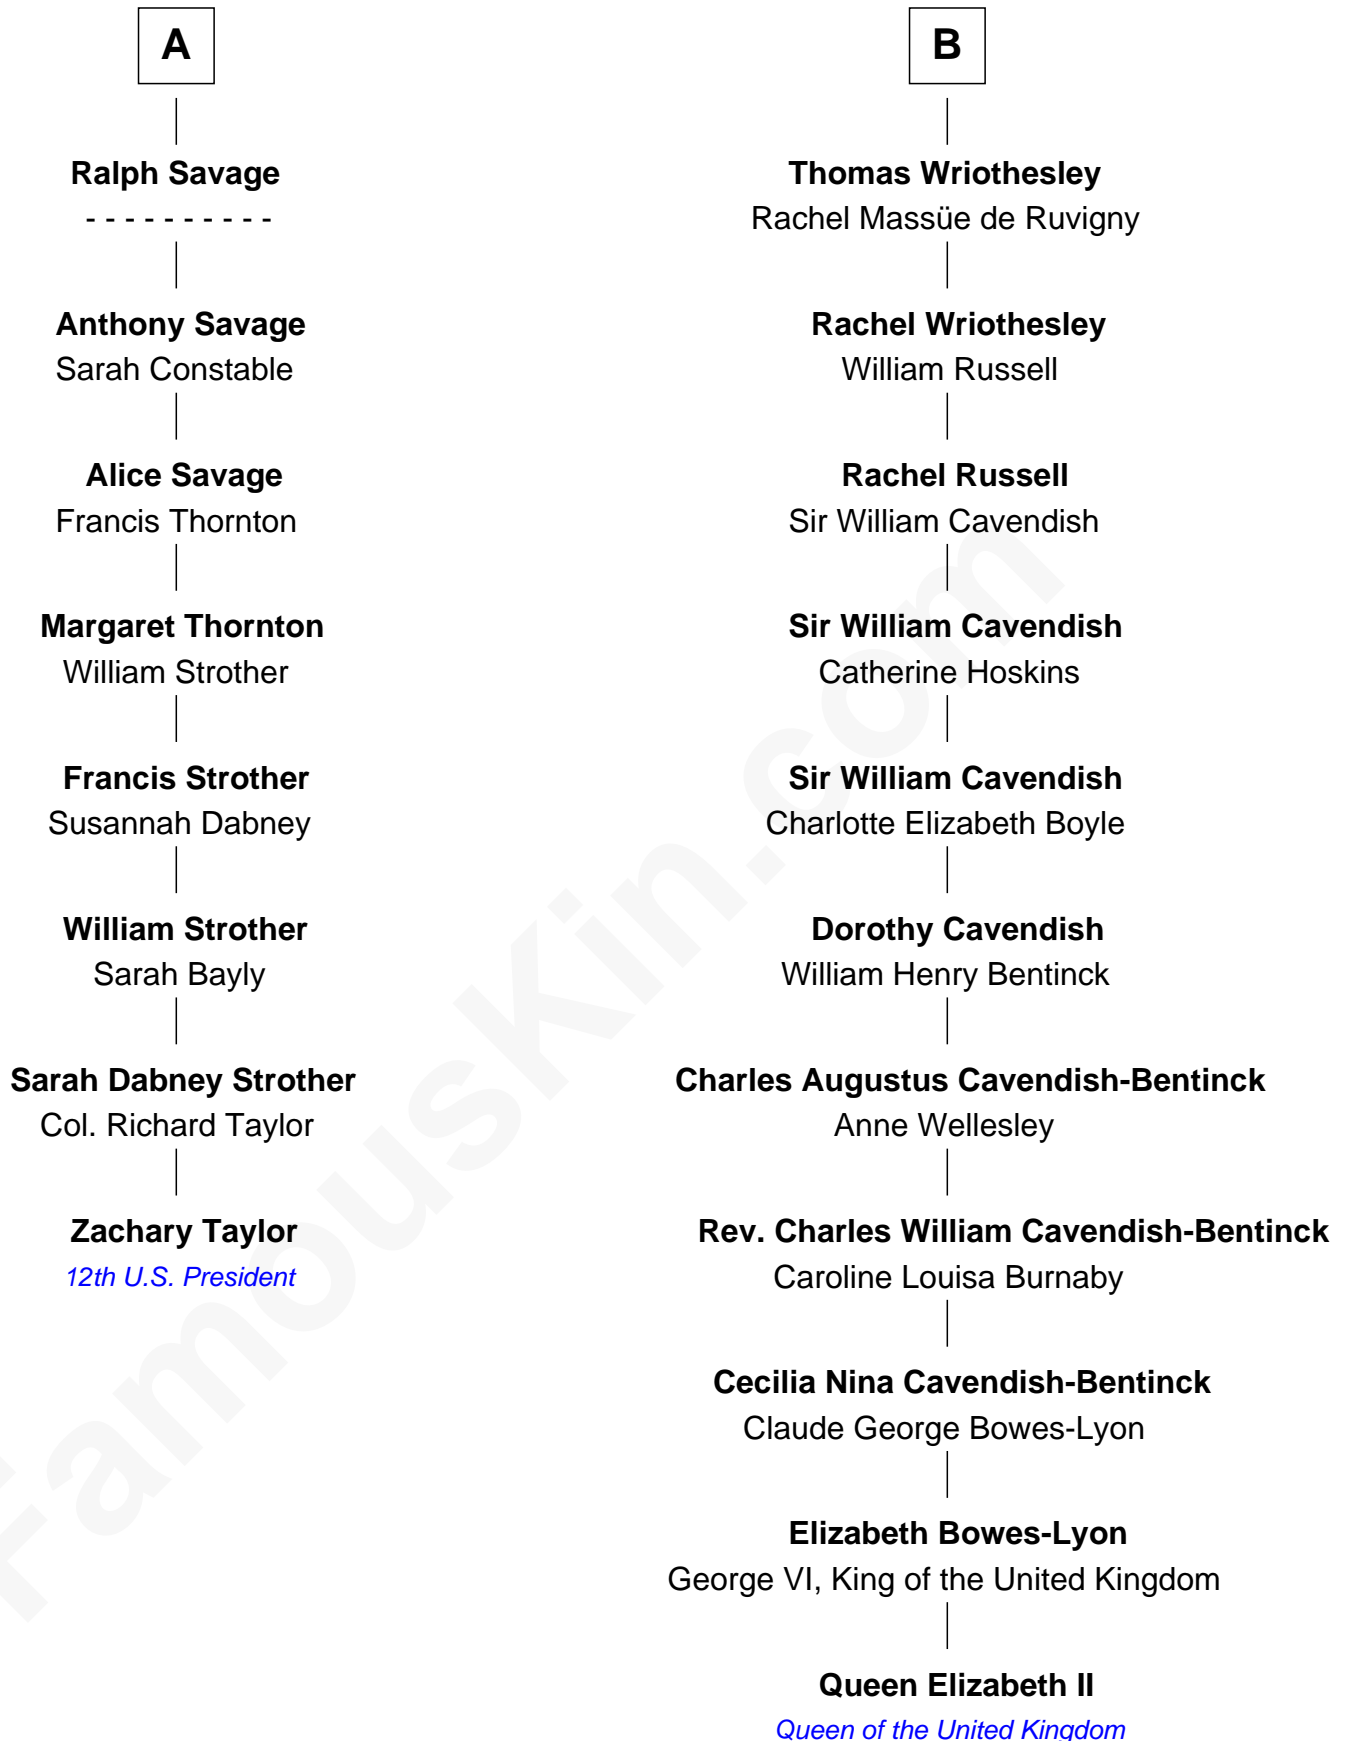 A
Ralph Savage
- - - - - - - - - -
Anthony Savage
Sarah Constable
Alice Savage
Francis Thornton
Margaret Thornton
William Strother
Francis Strother
Susannah Dabney
William Strother
Sarah Bayly
Sarah Dabney Strother
Col. Richard Taylor
Zachary Taylor
12th U.S. President
B
Thomas Wriothesley
Rachel Massüe de Ruvigny
Rachel Wriothesley
William Russell
Rachel Russell
Sir William Cavendish
Sir William Cavendish
Catherine Hoskins
Sir William Cavendish
Charlotte Elizabeth Boyle
Dorothy Cavendish
William Henry Bentinck
Charles Augustus Cavendish-Bentinck
Anne Wellesley
Rev. Charles William Cavendish-Bentinck
Caroline Louisa Burnaby
Cecilia Nina Cavendish-Bentinck
Claude George Bowes-Lyon
Elizabeth Bowes-Lyon
George VI, King of the United Kingdom
Queen Elizabeth II
Queen of the United Kingdom
FamousKin.com